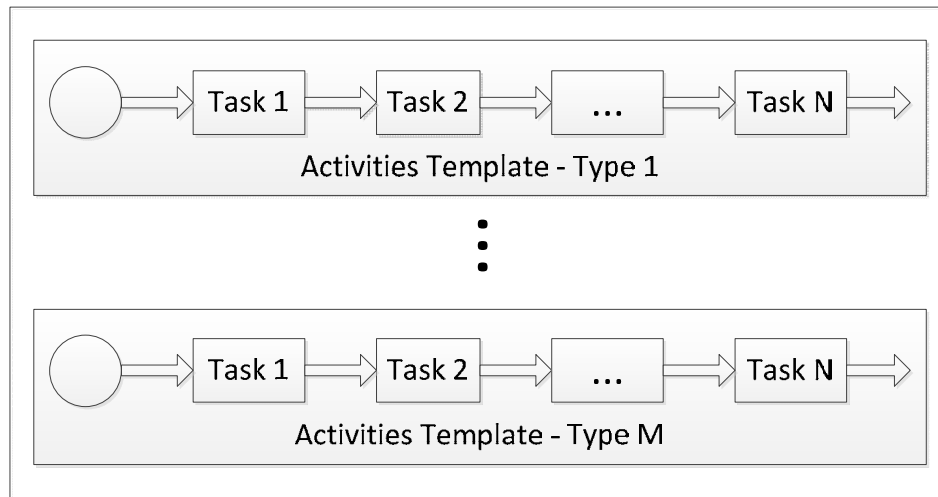 Task 1 Task 2 ... Task N
Activities Template - Type 1
Task 1 Task 2 ... Task N
Activities Template - Type M